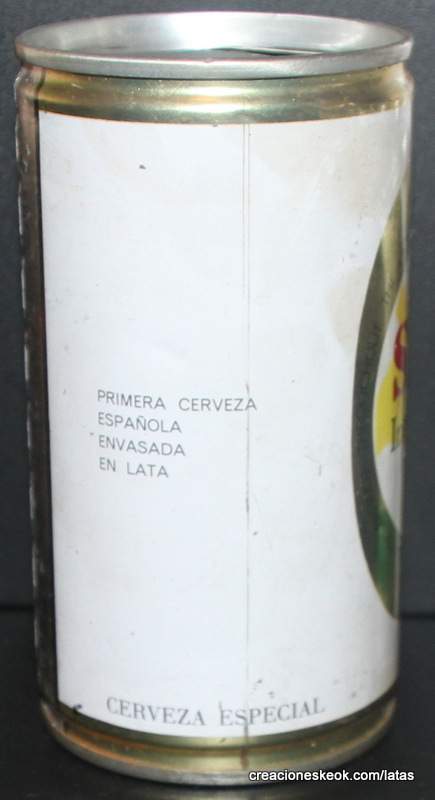 PRIMERA CERVEZA
ESPAÑOLA
ENVASADA
EN LATA
CERVEZA ESPECIAL
creacioneskeok.com/latas